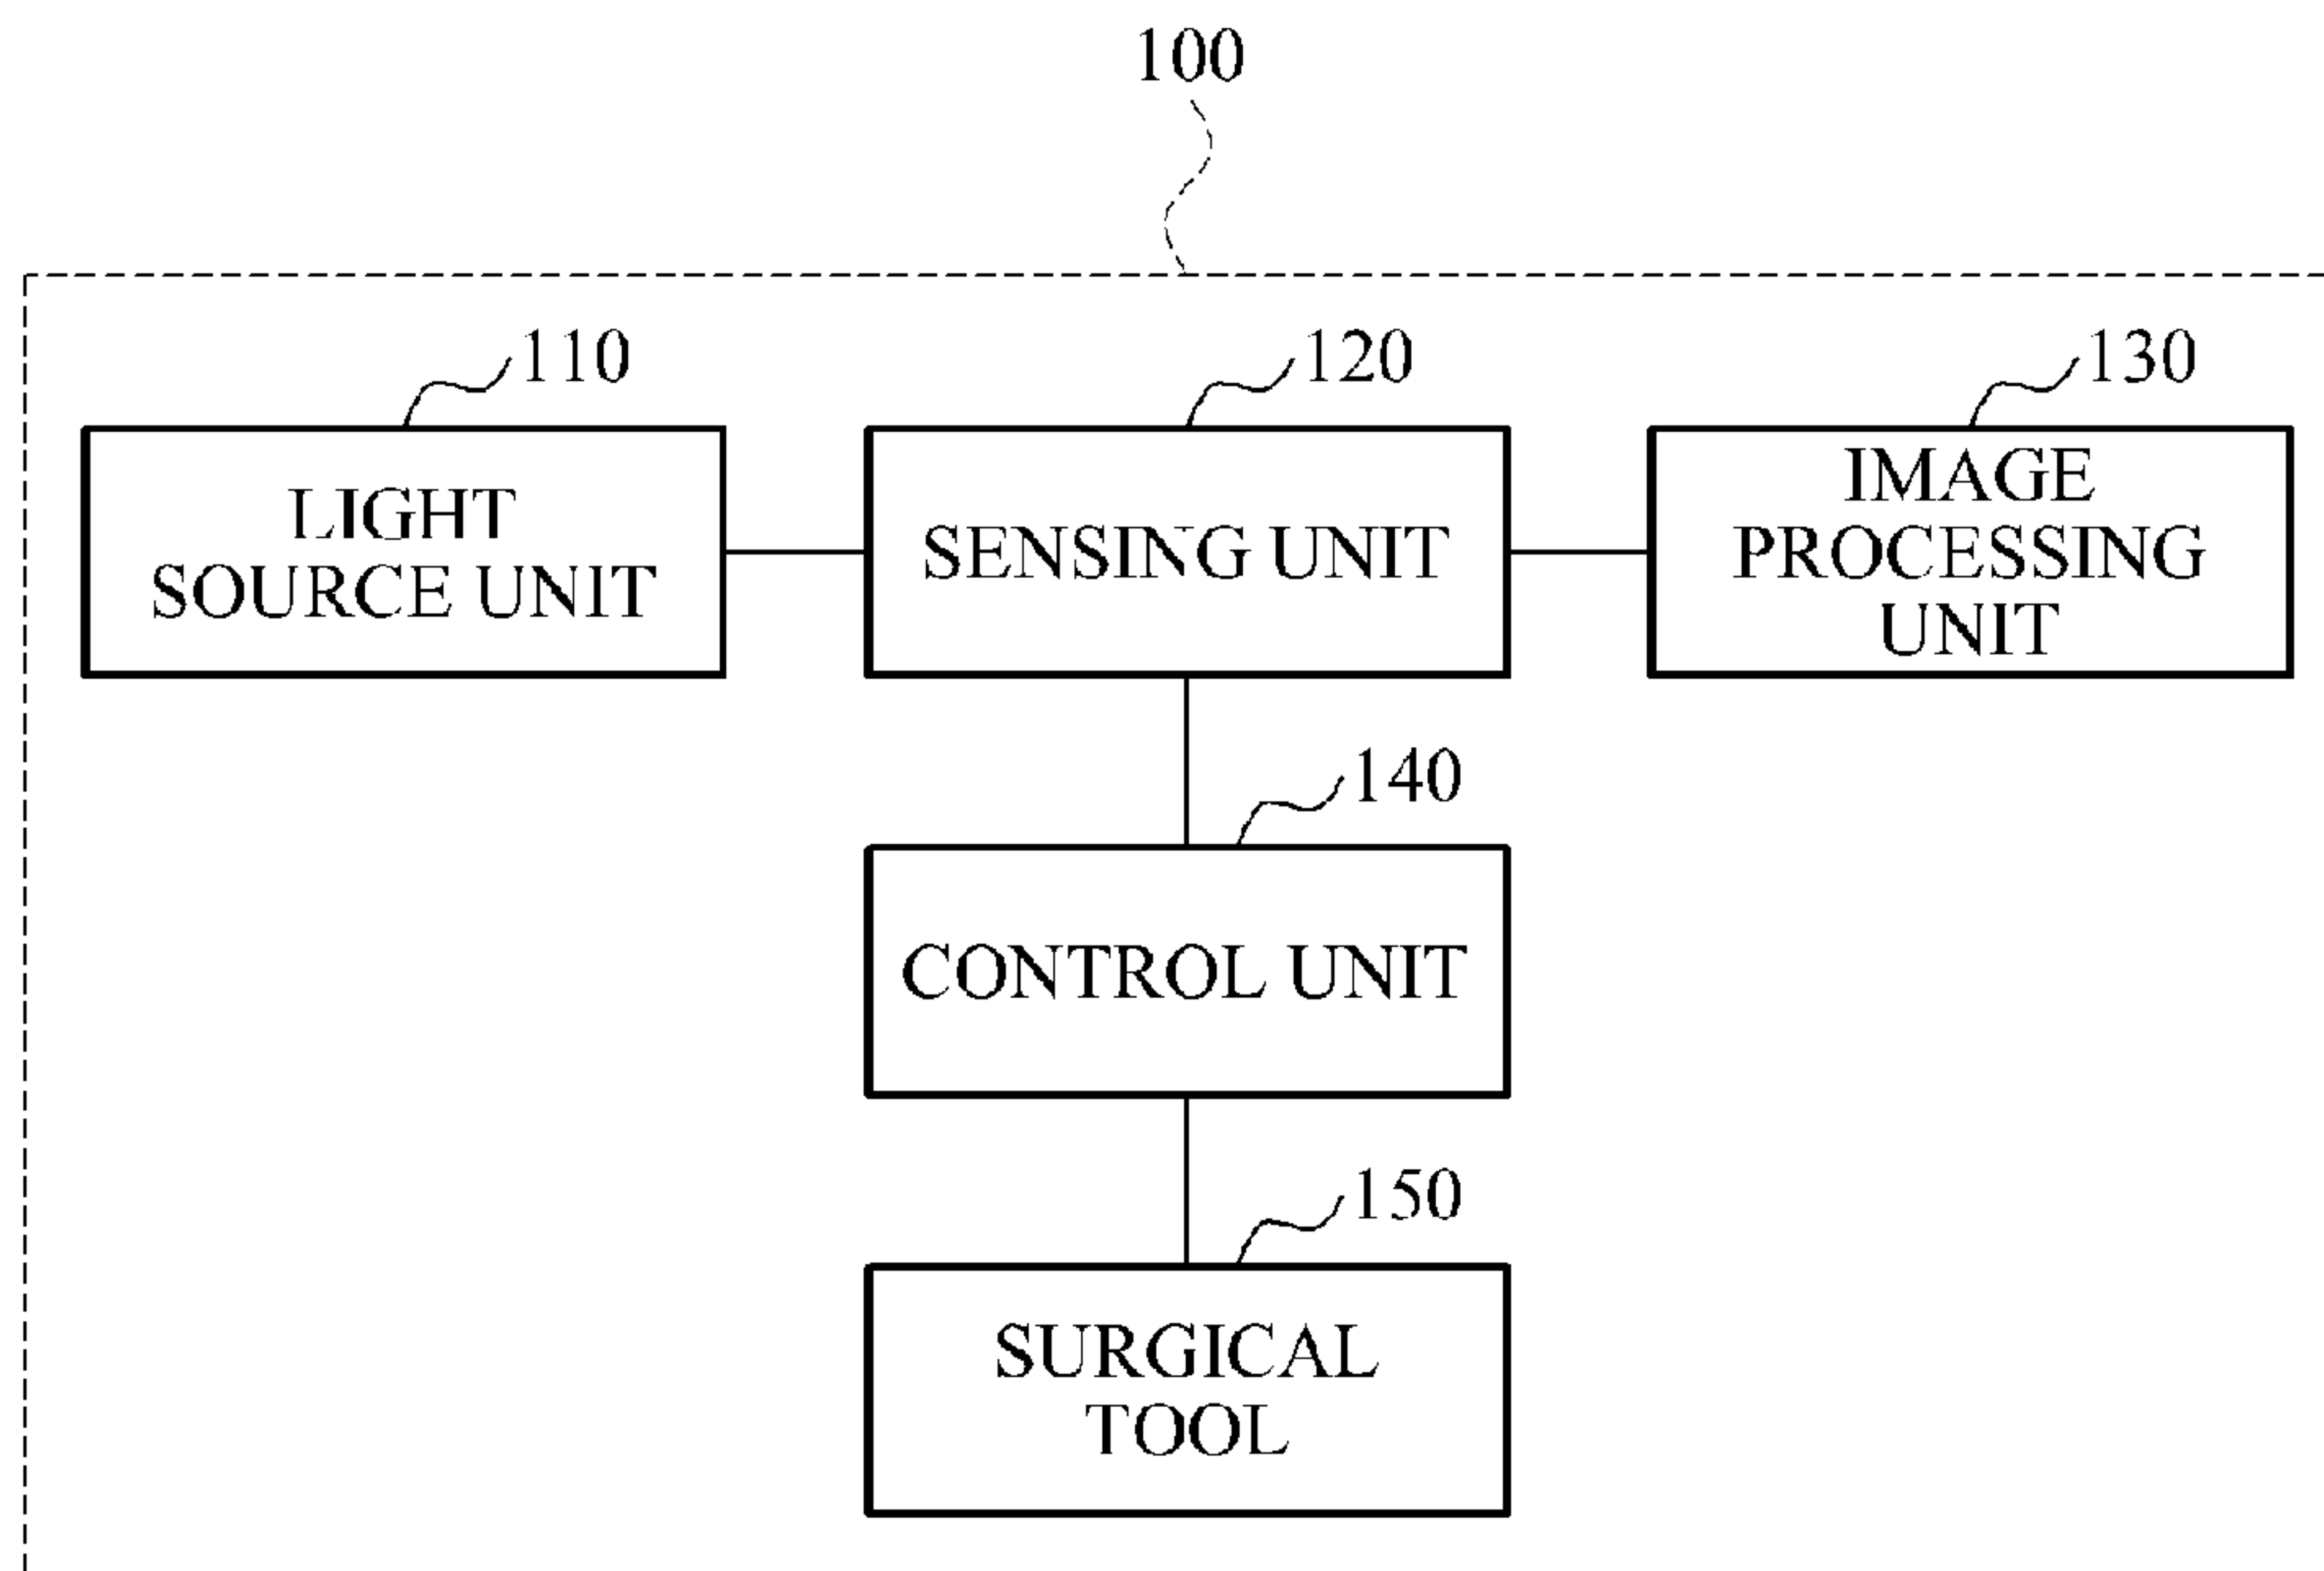 100
110
120
130
LIGHT
SOURCE UNIT
SENSING UNIT
IMAGE
PROCESSING
UNIT
140
CONTROL UNIT
150
SURGICAL
TOOL